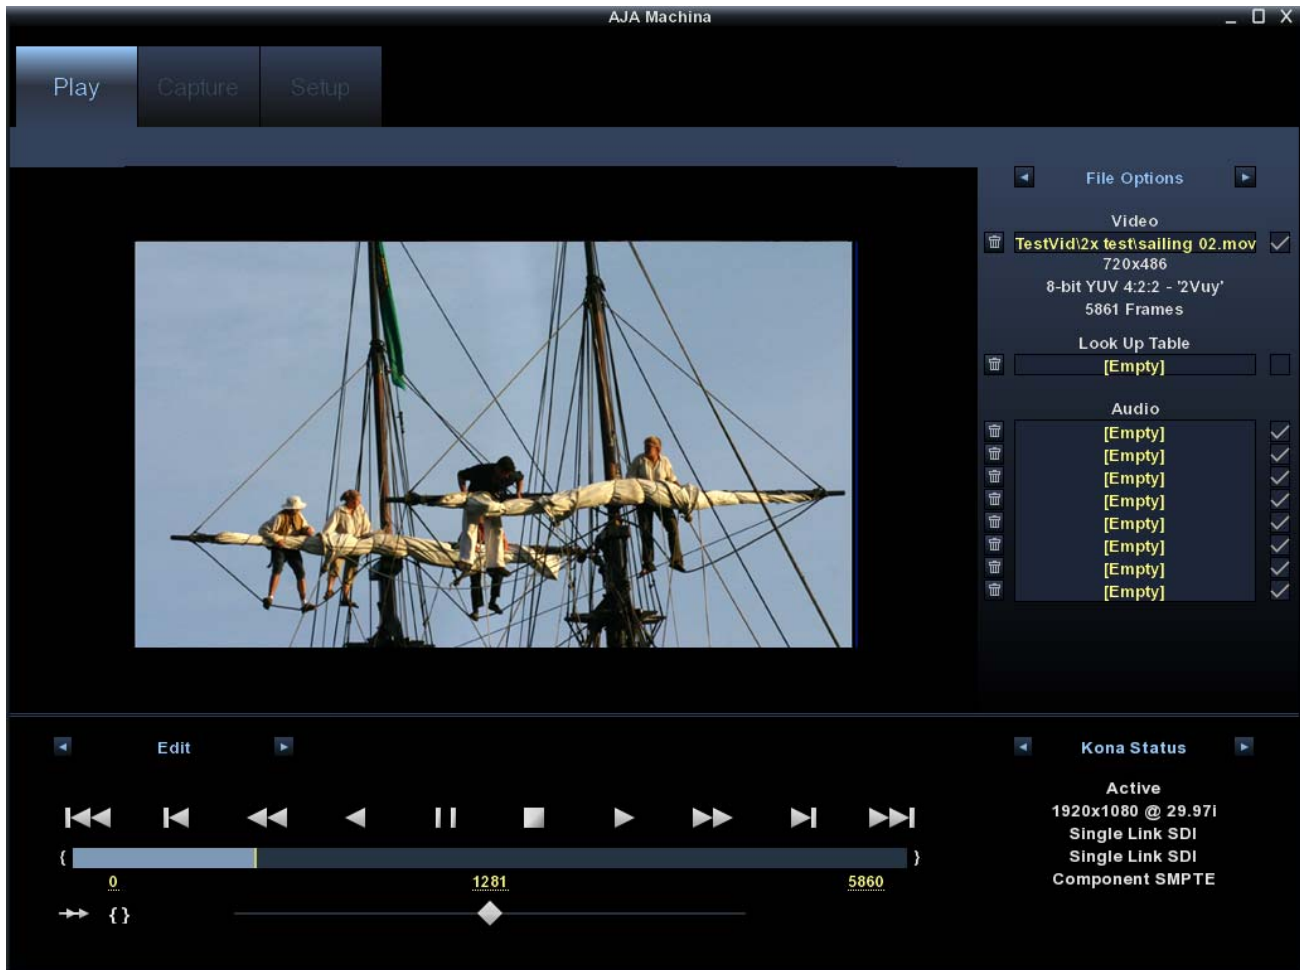 AJA Machina
Play
Capture
Setup
File Options
Video
TestVid\2x test\sailing 02.mov
720x486
8-bit YUV 4:2:2 - '2Vuy'
5861 Frames
Look Up Table
[Empty]
Audio
[Empty]
[Empty]
[Empty]
[Empty]
[Empty]
[Empty]
[Empty]
[Empty]
Edit
{ }
0 1281 5860
{ }
Kona Status
Active
1920x1080 @ 29.97i
Single Link SDI
Single Link SDI
Component SMPTE